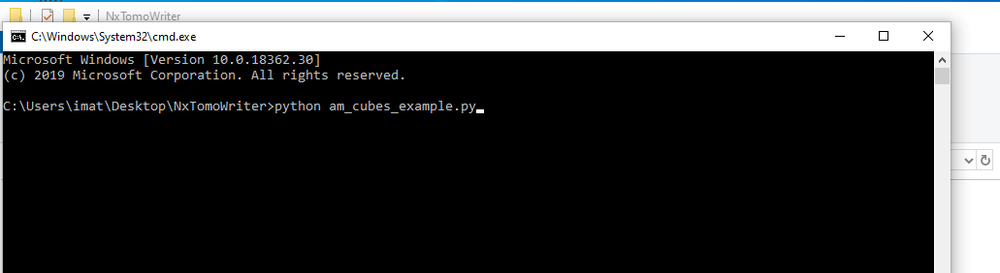 NxTomoWriter
C:\Windows\System32\cmd.exe
Microsoft Windows [Version 10.0.18362.30]
(c) 2019 Microsoft Corporation. All rights reserved.
C:\Users\imat\Desktop\NxTomoWriter>python am_cubes_example.py